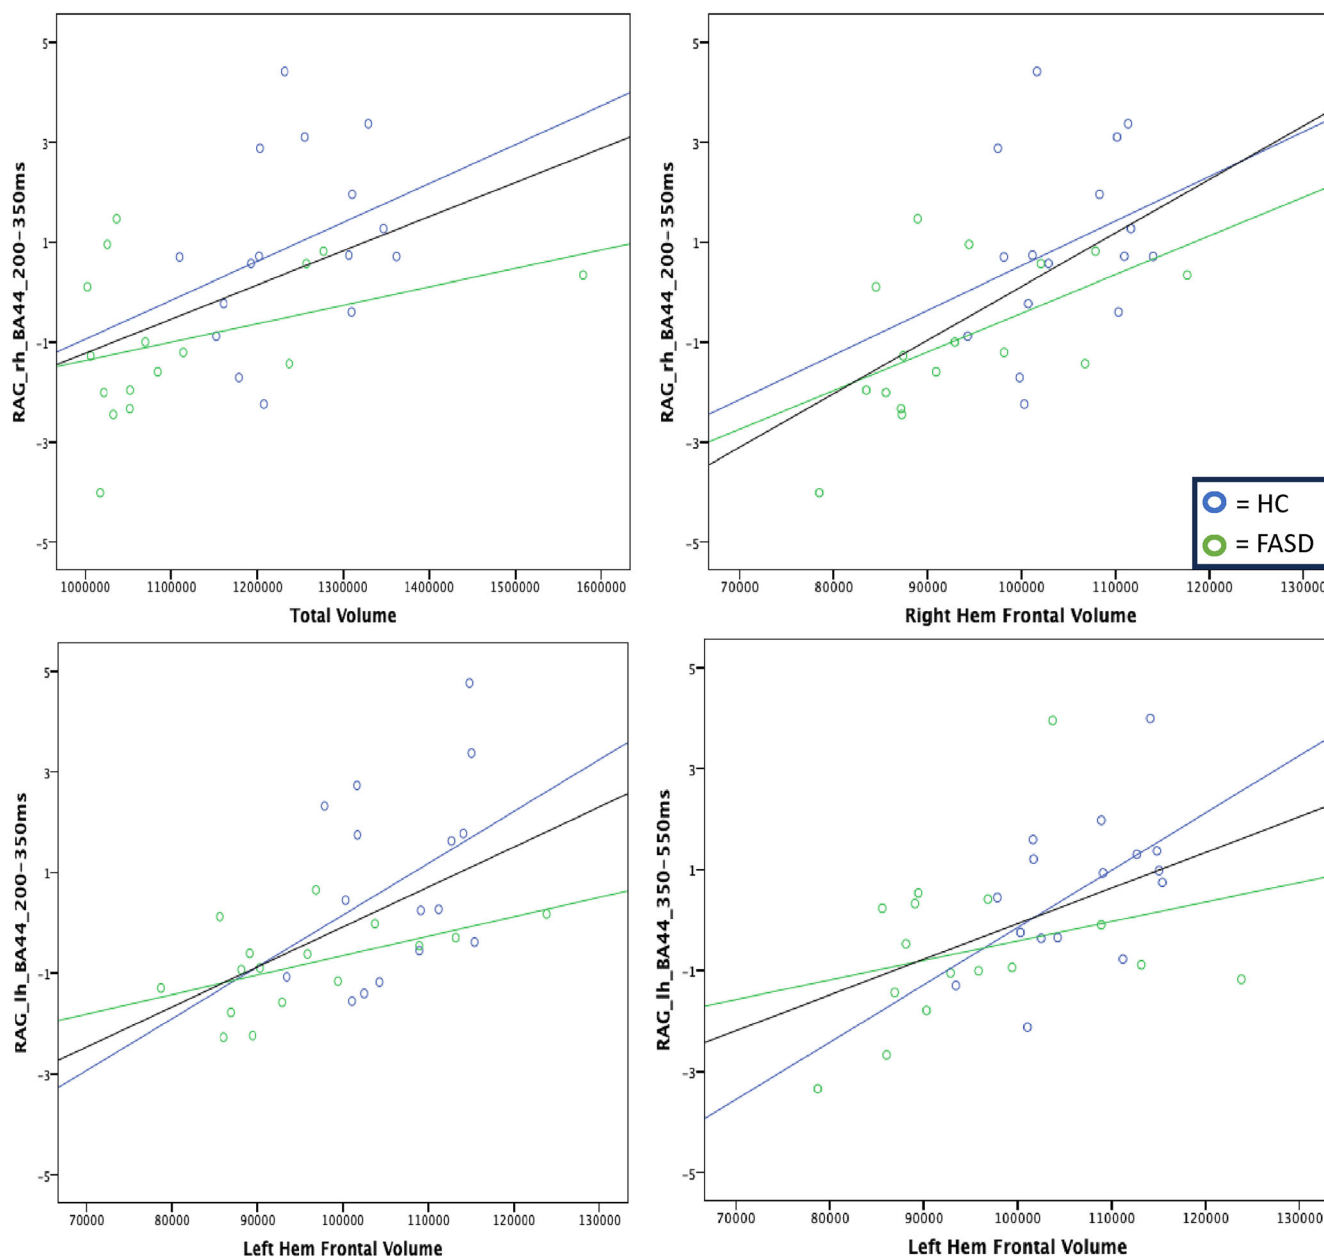 RAG_rh_BA44_200-350ms
5
3
1
-1
-3
-5
1000000 1100000 1200000 1300000 1400000 1500000 1600000
Total Volume
RAG_rh_BA44_200-350ms
5
3
1
-1
-3
-5
70000 80000 90000 100000 110000 120000 130000
Right Hem Frontal Volume
= HC
= FASD
RAG_lh_BA44_200-350ms
5
3
1
-1
-3
-5
70000 80000 90000 100000 110000 120000 130000
Left Hem Frontal Volume
RAG_lh_BA44_350-550ms
5
3
1
-1
-3
-5
70000 80000 90000 100000 110000 120000 130000
Left Hem Frontal Volume